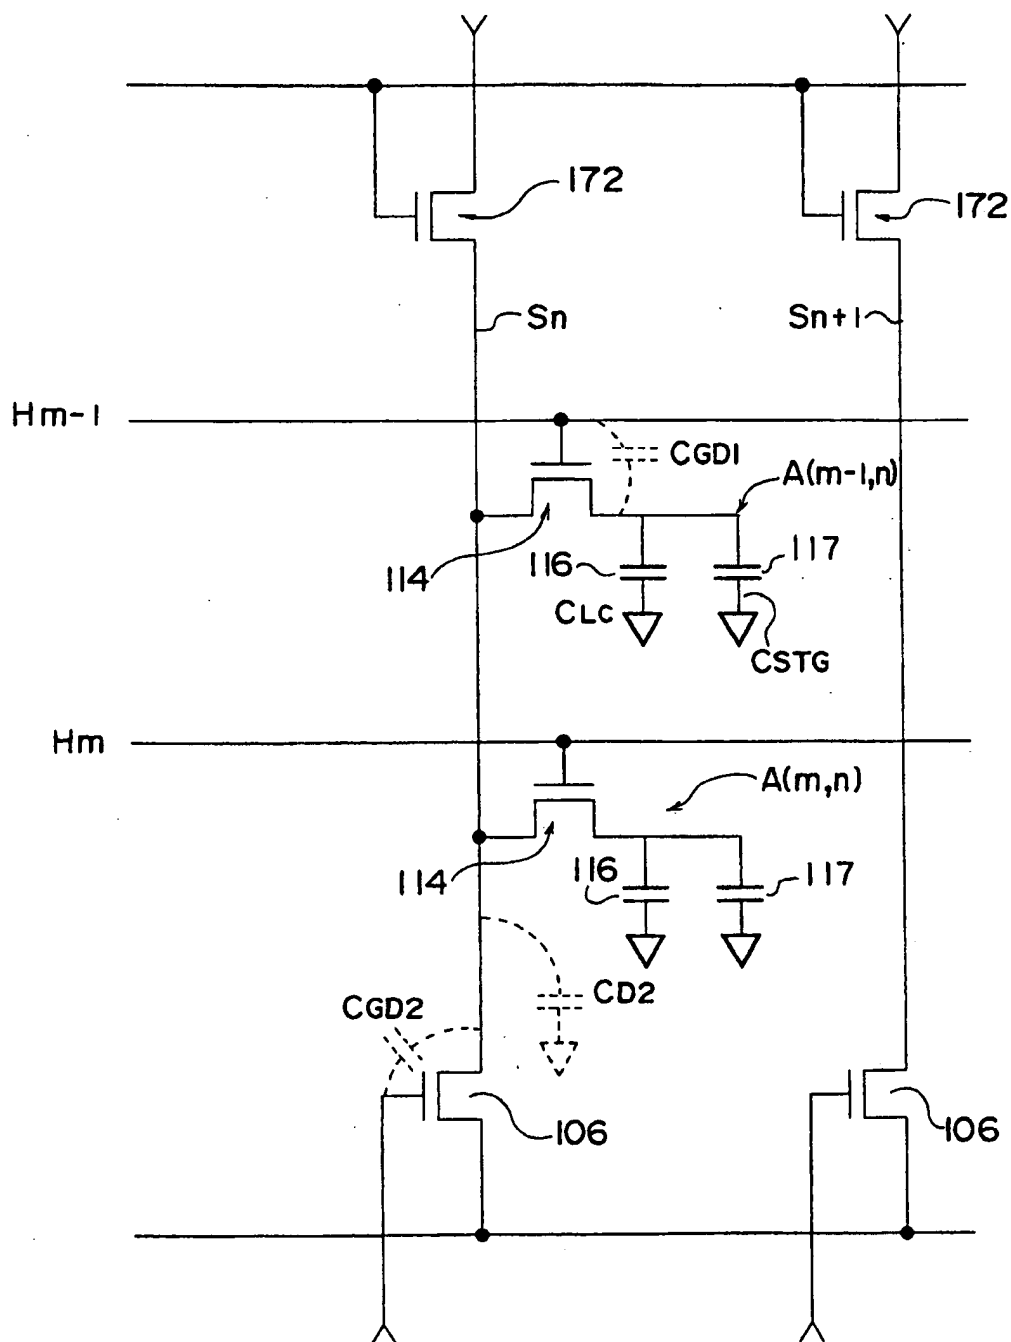 172
172
Sn
Sn+1
Hm-1
CGD1
A(m-1,n)
114
116
117
CLC
CSTG
Hm
A(m,n)
114
116
117
CGD2
CD2
106
106